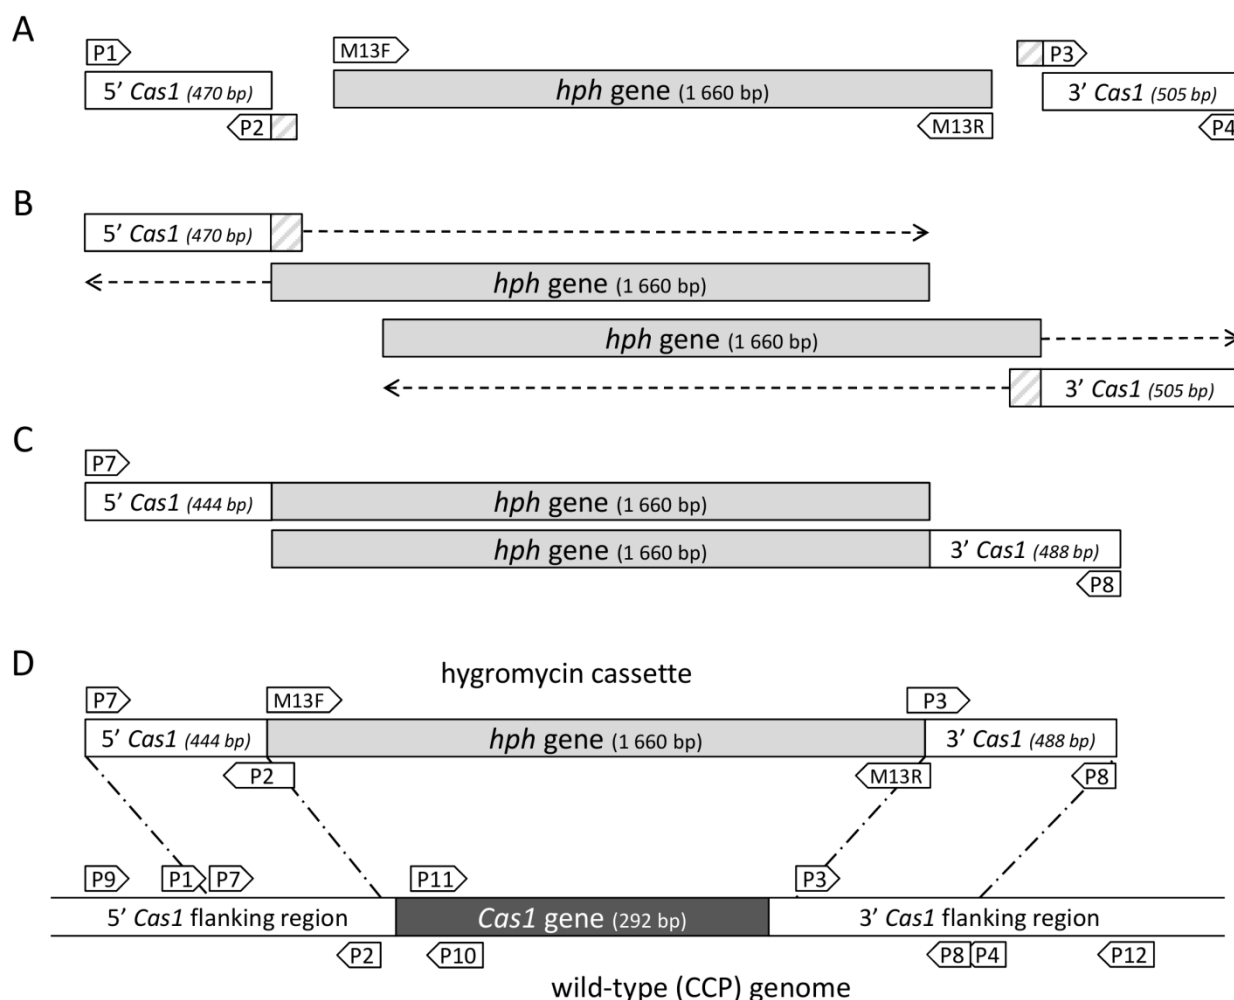 A
P1
M13F
P3
5’ Cas1 (470 bp)
hph gene (1 660 bp)
3’ Cas1 (505 bp)
P2
M13R
P4
B
5’ Cas1 (470 bp)
hph gene (1 660 bp)
hph gene (1 660 bp)
3’ Cas1 (505 bp)
C
P7
5’ Cas1 (444 bp)
hph gene (1 660 bp)
hph gene (1 660 bp)
3’ Cas1 (488 bp)
P8
D
hygromycin cassette
P7
M13F
P3
5’ Cas1 (444 bp)
hph gene (1 660 bp)
3’ Cas1 (488 bp)
P2
M13R
P8
P9
P1
P7
P11
P3
5’ Cas1 flanking region
Cas1 gene (292 bp)
3’ Cas1 flanking region
P2
P10
P8
P4
P12
wild-type (CCP) genome